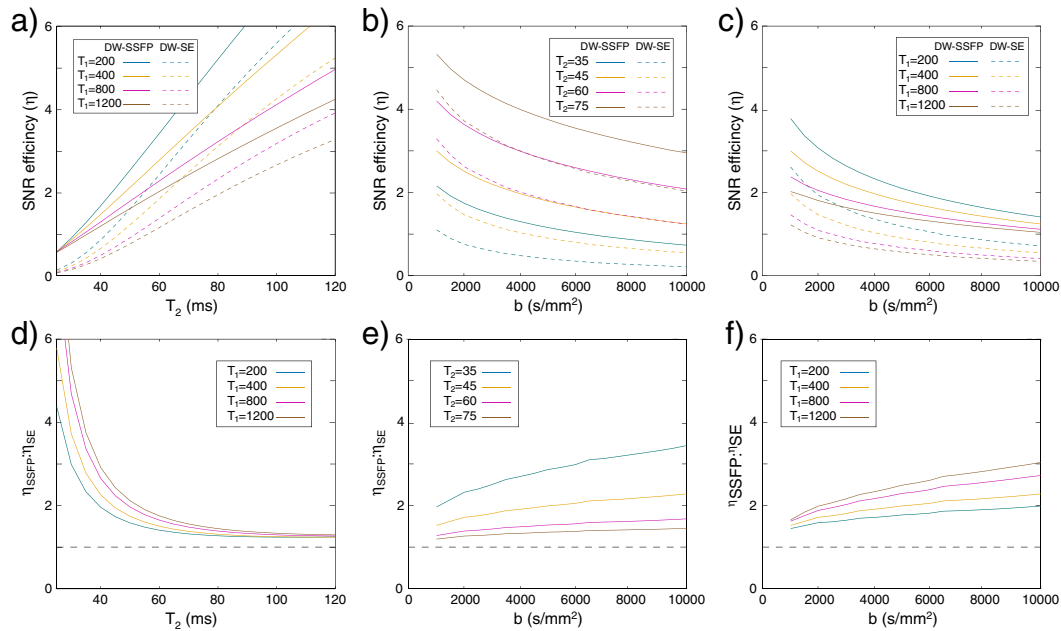 a)
6
4
2
0
SNR efficincy (η)
DW-SSFP DW-SE
T1=200
T1=400
T1=800
T1=1200
40 60 80 100 120
T2 (ms)
b)
6
4
2
0
SNR efficincy (η)
DW-SSFP DW-SE
T2=35
T2=45
T2=60
T2=75
0 2000 4000 6000 8000 10000
b (s/mm²)
c)
6
4
2
0
SNR efficincy (η)
DW-SSFP DW-SE
T1=200
T1=400
T1=800
T1=1200
0 2000 4000 6000 8000 10000
b (s/mm²)
d)
6
4
2
0
ηSSFP:ηSE
T1=200
T1=400
T1=800
T1=1200
40 60 80 100 120
T2 (ms)
e)
6
4
2
0
ηSSFP:ηSE
T2=35
T2=45
T2=60
T2=75
0 2000 4000 6000 8000 10000
b (s/mm²)
f)
6
4
2
0
ηSSFP:ηSE
T1=200
T1=400
T1=800
T1=1200
0 2000 4000 6000 8000 10000
b (s/mm²)